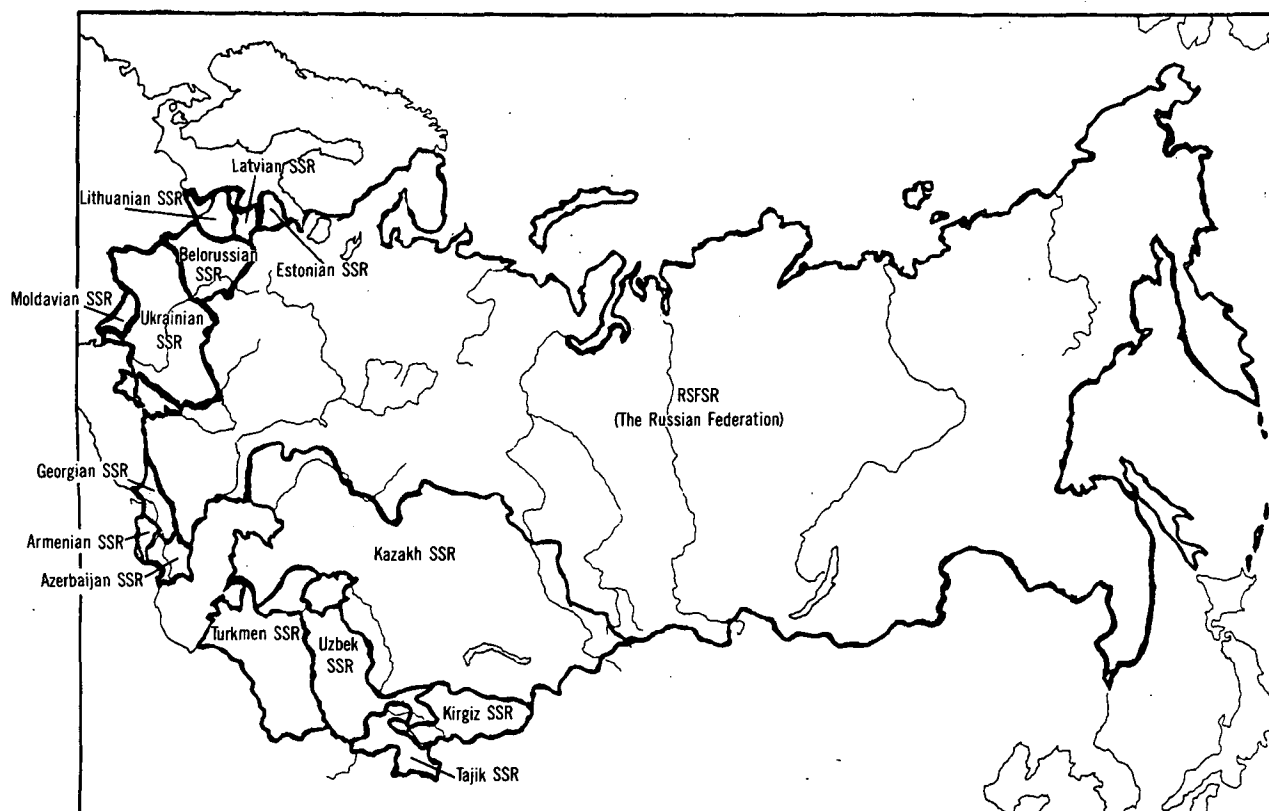 Latvian SSR
Lithuanian SSR
Belorussian
SSR
Estonian SSR
Moldavian SSR
Ukrainian
SSR
RSFSR
(The Russian Federation)
Georgian SSR
Armenian SSR
Kazakh SSR
Azerbaijan SSR
Turkmen SSR
Uzbek
SSR
Kirgiz SSR
Tajik SSR